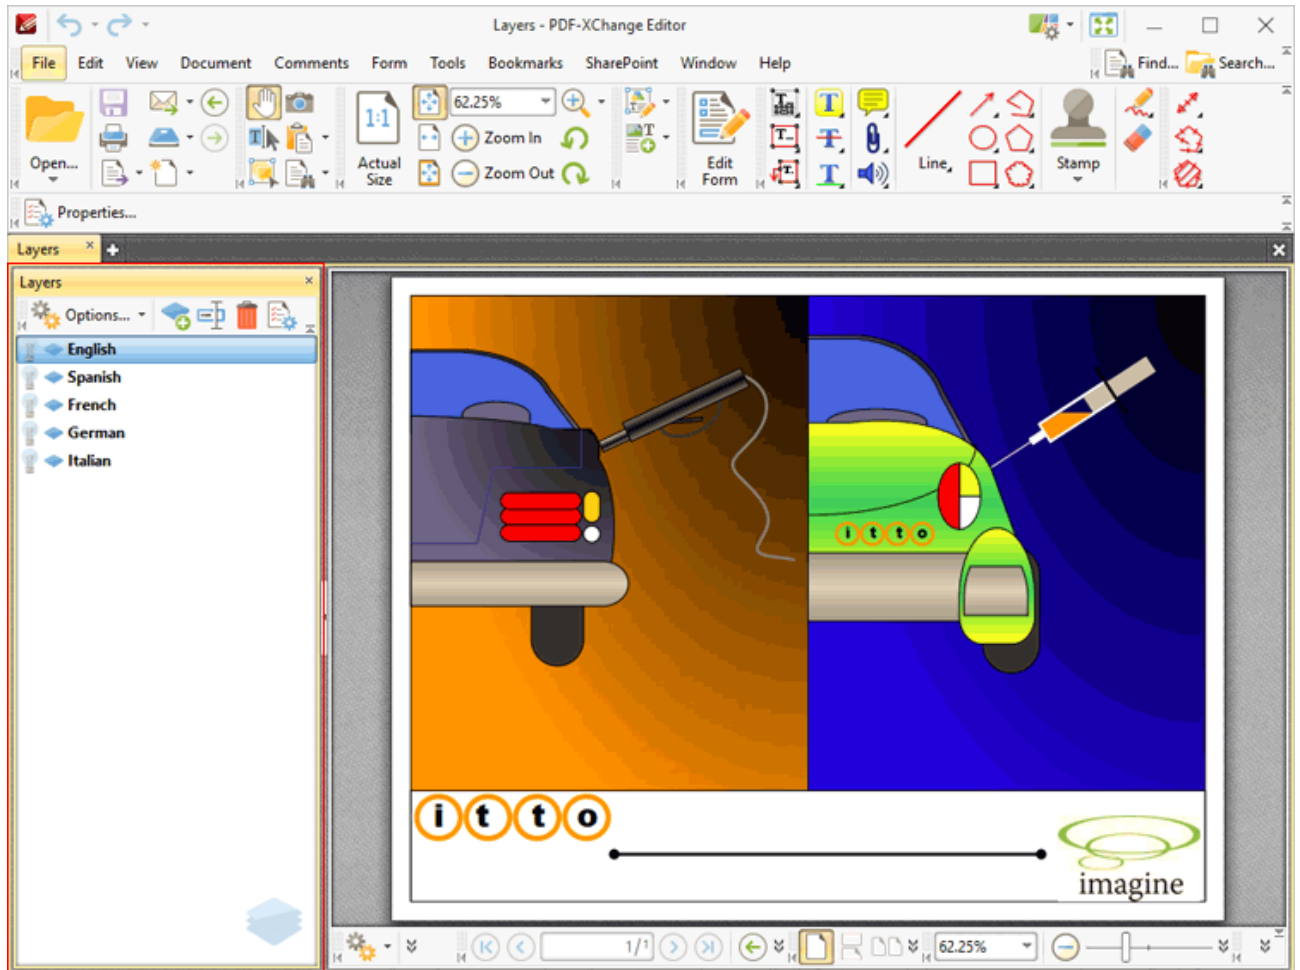 Layers - PDF-XChange Editor
File Edit View Document Comments Form Tools Bookmarks SharePoint Window Help Find... Search...
Open...
1:1
Actual Size
62.25%
Zoom In
Zoom Out
Edit Form
Line
Stamp
Properties...
Layers
Layers
Options...
English
Spanish
French
German
Italian
itto
itto
imagine
1/1
62.25%